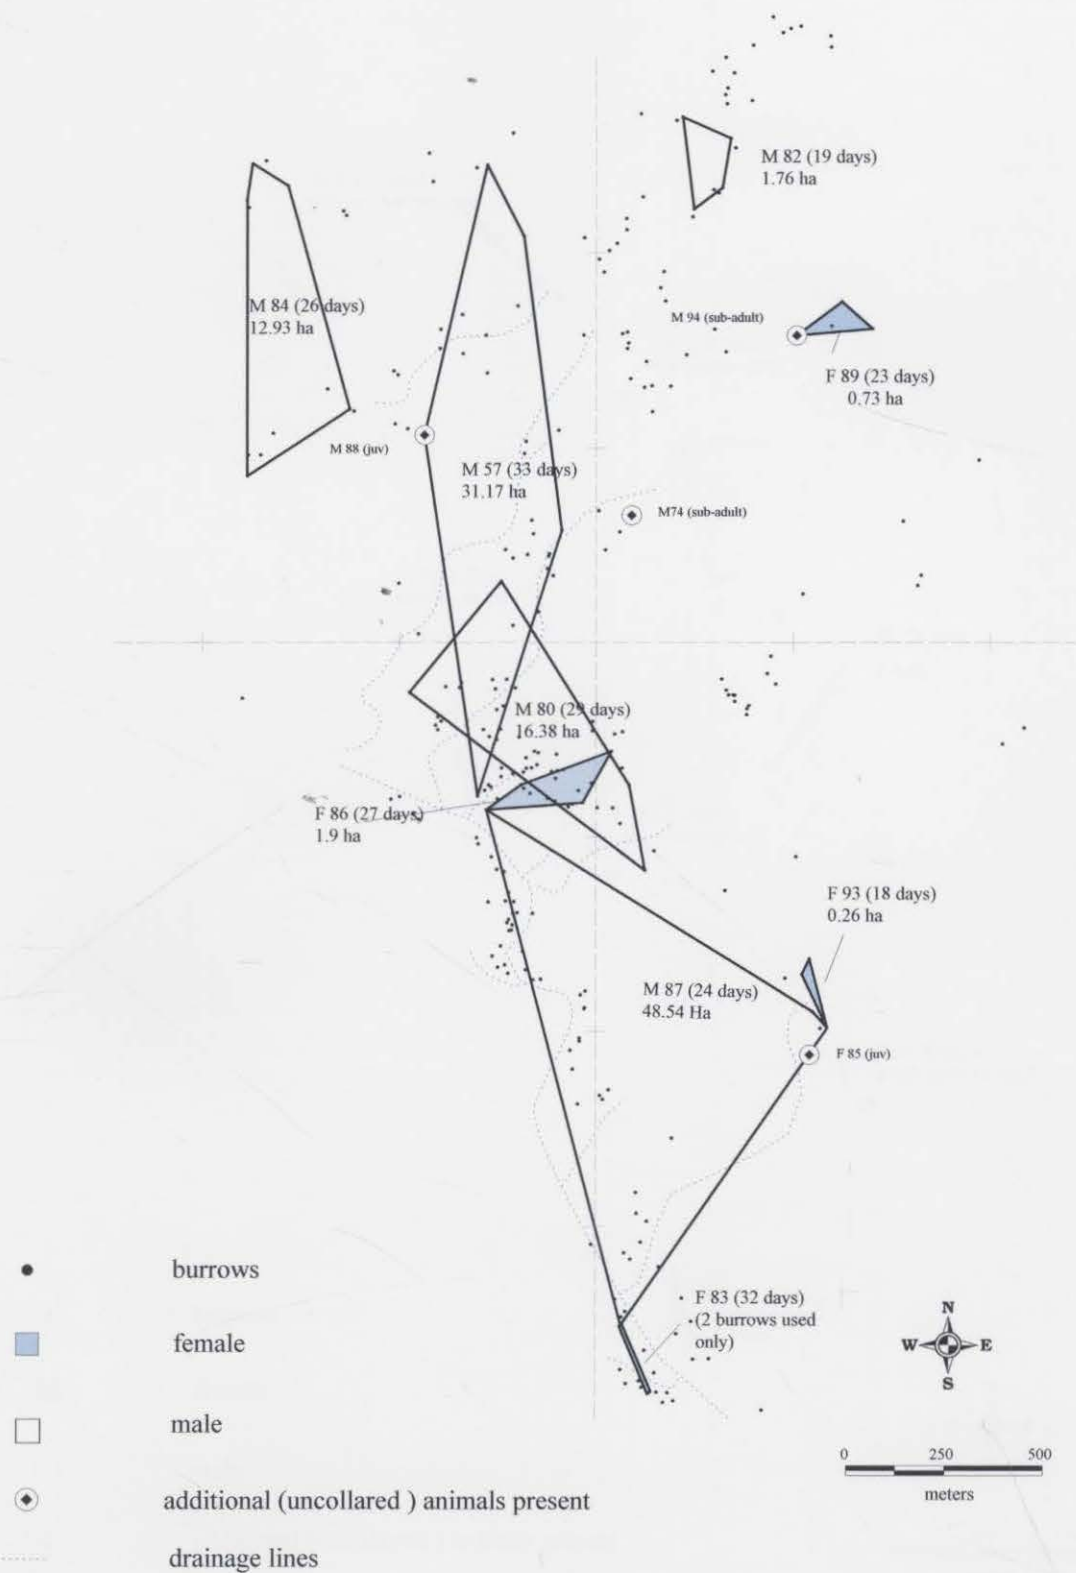 M 82 (19 days)
1.76 ha
M 84 (26 days)
12.93 ha
M 94 (sub-adult)
F 89 (23 days)
0.73 ha
M 88 (juv)
M 57 (33 days)
31.17 ha
M74 (sub-adult)
M 80 (29 days)
16.38 ha
F 86 (27 days)
1.9 ha
F 93 (18 days)
0.26 ha
M 87 (24 days)
48.54 Ha
F 85 (juv)
F 83 (32 days)
(2 burrows used
only)
burrows
female
male
additional (uncollared ) animals present
drainage lines
N
W E
S
0 250 500
meters